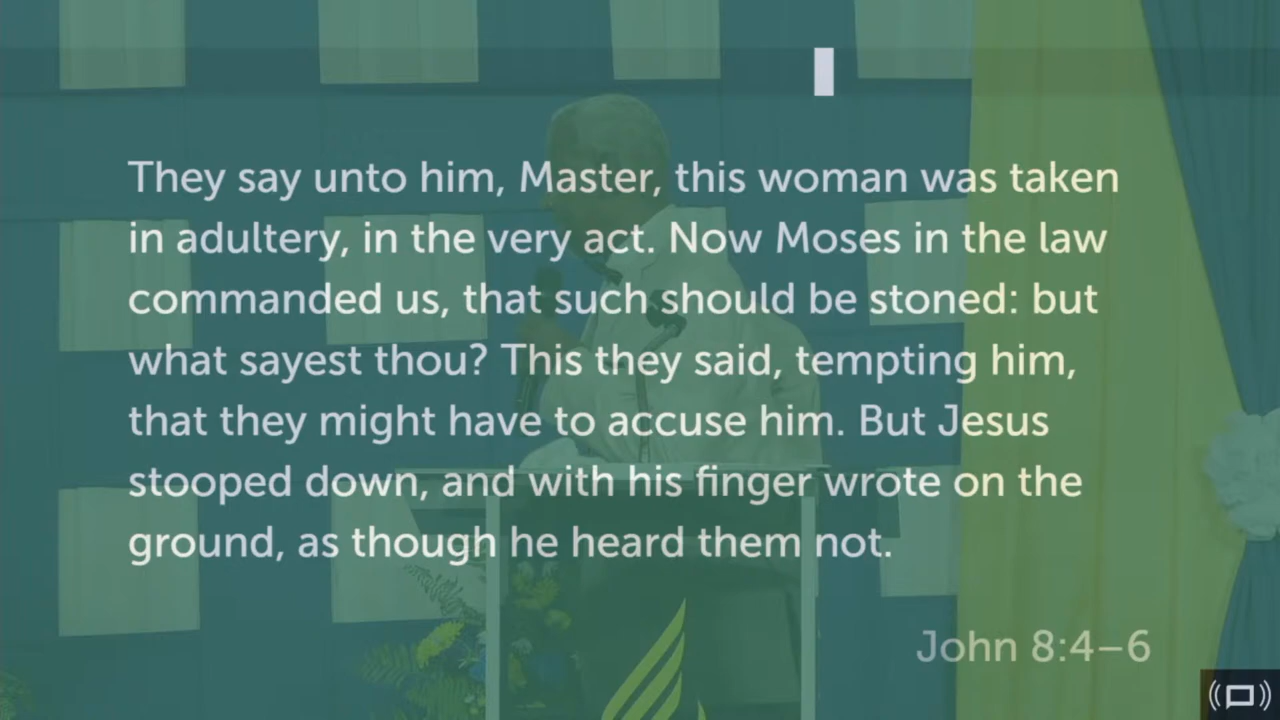 They say unto him, Master, this woman was taken
in adultery, in the very act. Now Moses in the law
commanded us, that such should be stoned: but
what sayest thou? This they said, tempting him,
that they might have to accuse him. But Jesus
stooped down, and with his finger wrote on the
ground, as though he heard them not.
John 8:4–6